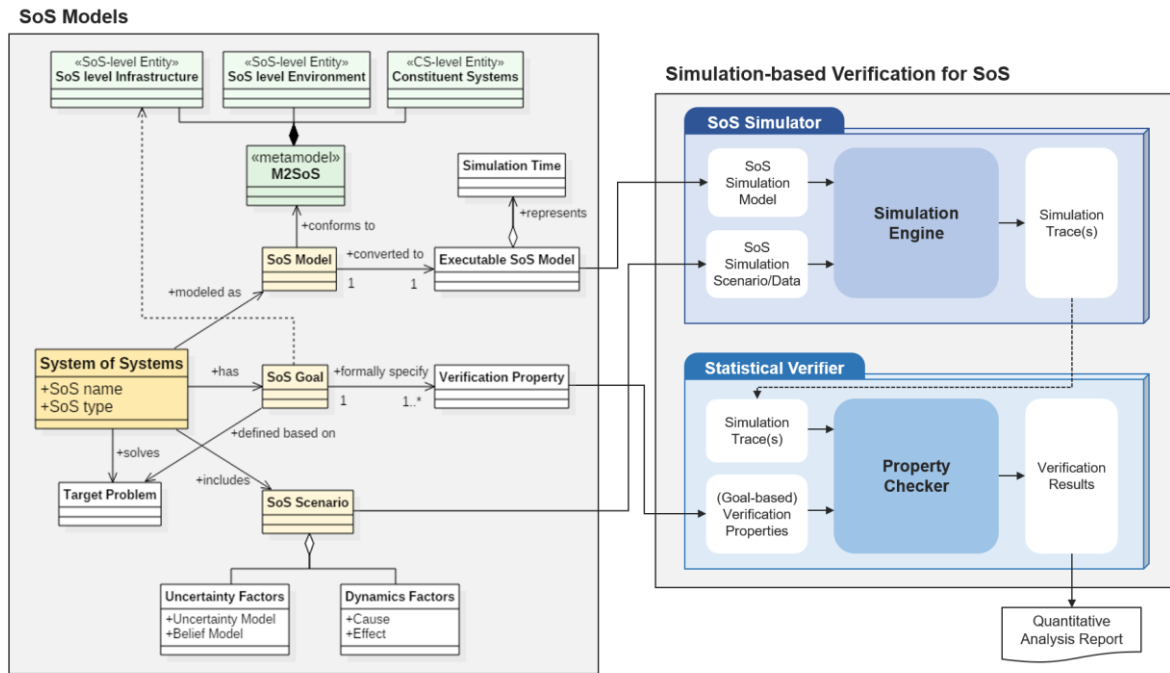 SoS Models
«SoS-level Entity»
SoS level Infrastructure
«SoS-level Entity»
SoS level Environment
«CS-level Entity»
Constituent Systems
«metamodel»
M2SoS
Simulation Time
+represents
+conforms to
SoS Model
+converted to
1
1
Executable SoS Model
+modeled as
System of Systems
+SoS name
+SoS type
+has
SoS Goal
+formally specify
1
1..*
Verification Property
+defined based on
+solves
+includes
Target Problem
SoS Scenario
Uncertainty Factors
+Uncertainty Model
+Belief Model
Dynamics Factors
+Cause
+Effect
Simulation-based Verification for SoS
SoS Simulator
SoS
Simulation
Model
SoS
Simulation
Scenario/Data
Simulation
Engine
Simulation
Trace(s)
Statistical Verifier
Simulation
Trace(s)
(Goal-based)
Verification
Properties
Property
Checker
Verification
Results
Quantitative
Analysis Report